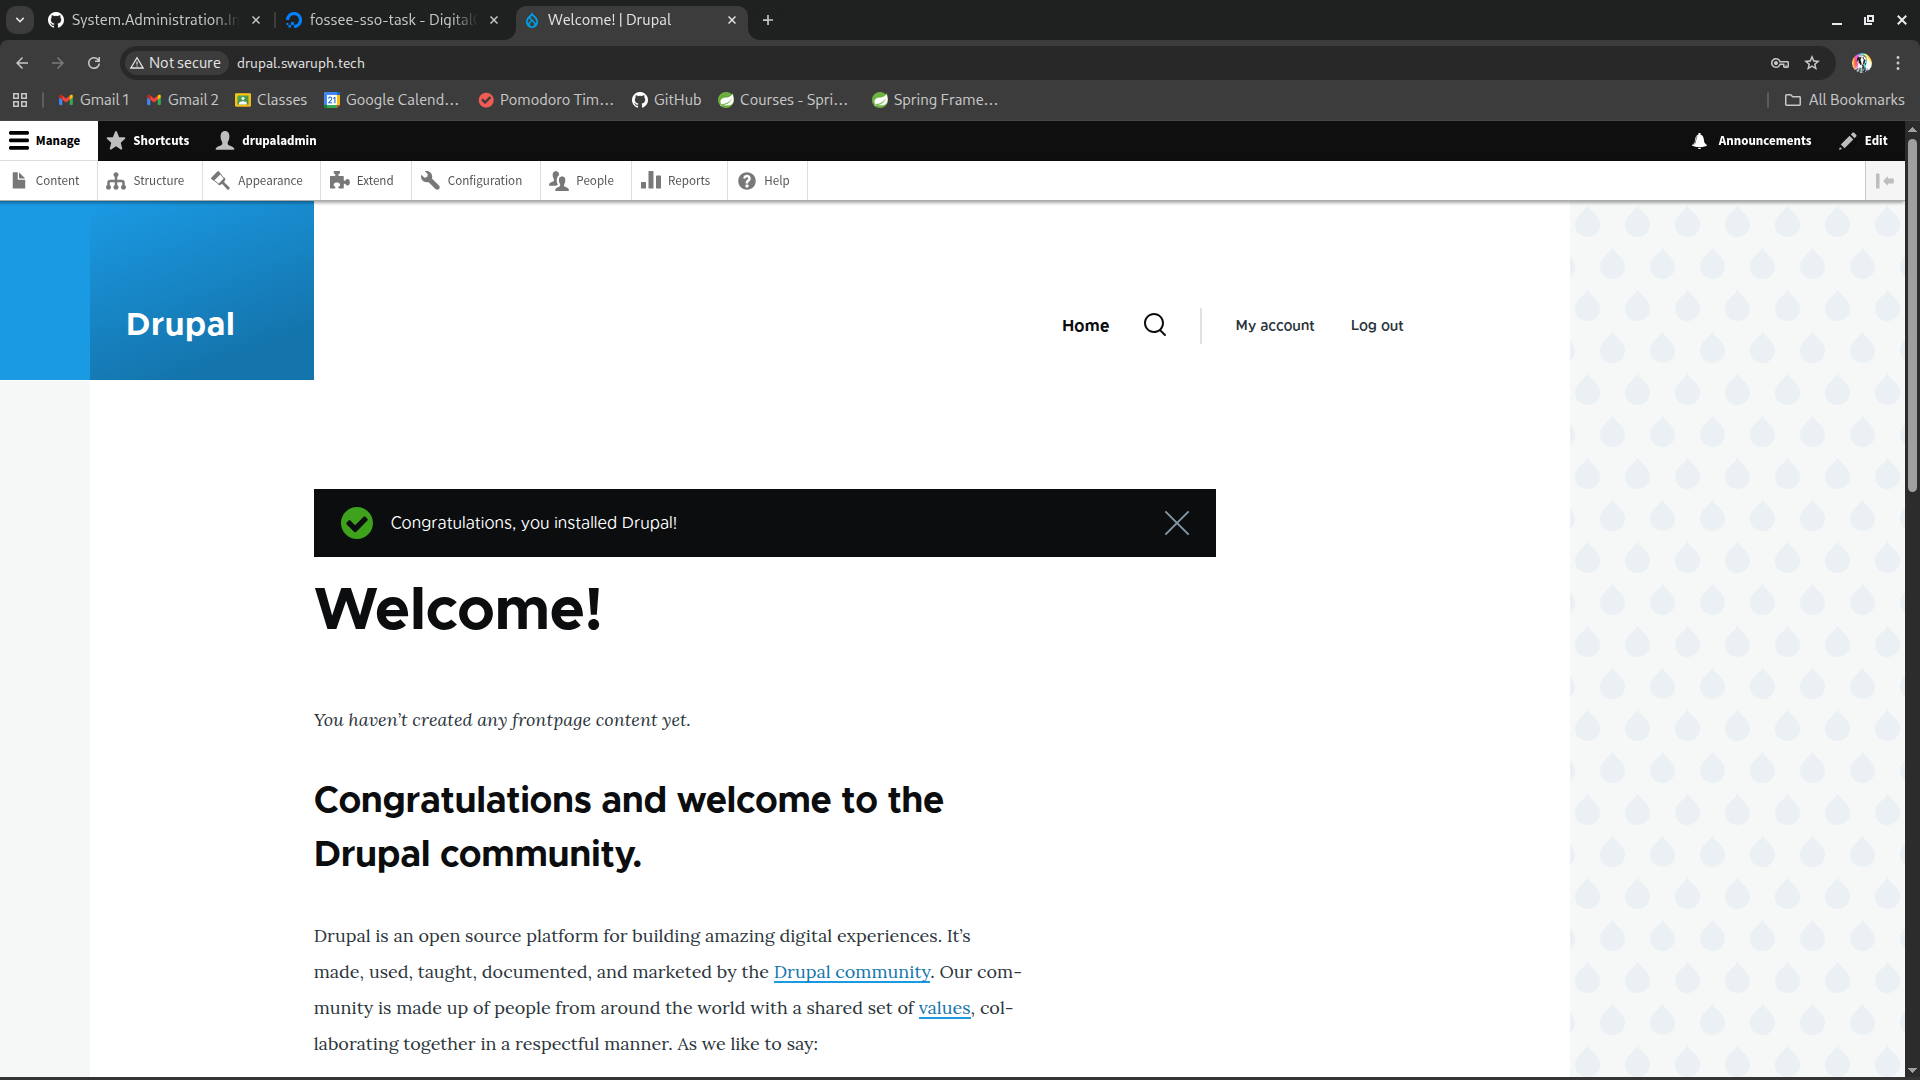 System.Administration.In
fossee-sso-task - DigitalO
Welcome! | Drupal
Not secure
drupal.swaruph.tech
Gmail 1
Gmail 2
Classes
Google Calend...
Pomodoro Tim...
GitHub
Courses - Spri...
Spring Frame...
All Bookmarks
Manage
Shortcuts
drupaladmin
Announcements
Edit
Content
Structure
Appearance
Extend
Configuration
People
Reports
Help
Drupal
Home
My account
Log out
Congratulations, you installed Drupal!
Welcome!
You haven't created any frontpage content yet.
Congratulations and welcome to the
Drupal community.
Drupal is an open source platform for building amazing digital experiences. It's
made, used, taught, documented, and marketed by the Drupal community. Our com-
munity is made up of people from around the world with a shared set of values, col-
laborating together in a respectful manner. As we like to say: